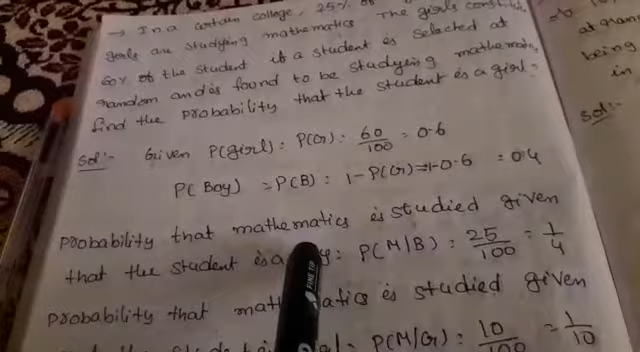 → In a certain college, 25% of
girls are studying mathematics The girls constitute
60% of the student if a student is selected at
random and is found to be studying mathematics
find the probability that the student is a girl.
Sol:- Given P(girl) = P(G) = 60/100 = 0.6
P(Boy) = P(B) = 1-P(G) = 1-0.6 = 0.4
probability that mathematics is studied given
that the student is a : P(M/B) = 25/100 = 1/4
probability that mathematics is studied given
P(M/G) = 10/100 = 1/10
at
being
in
Sol:-
FINE TIP